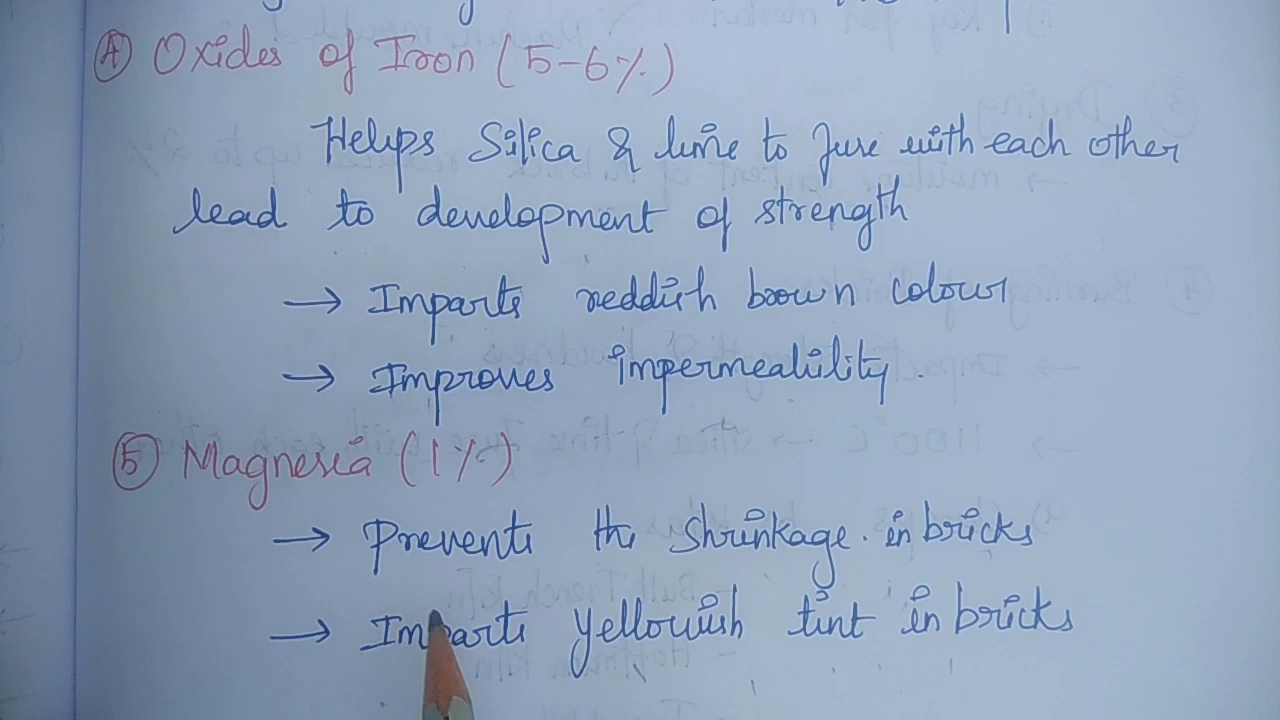 ④ Oxides of Iron (5-6%)
Helps Silica & lime to fuse with each other
lead to development of strength
→ Imparts reddish brown colour
→ Improves impermeability.
⑤ Magnesia (1%)
→ Prevents the shrinkage. in bricks
→ Imparts yellowish tint in bricks